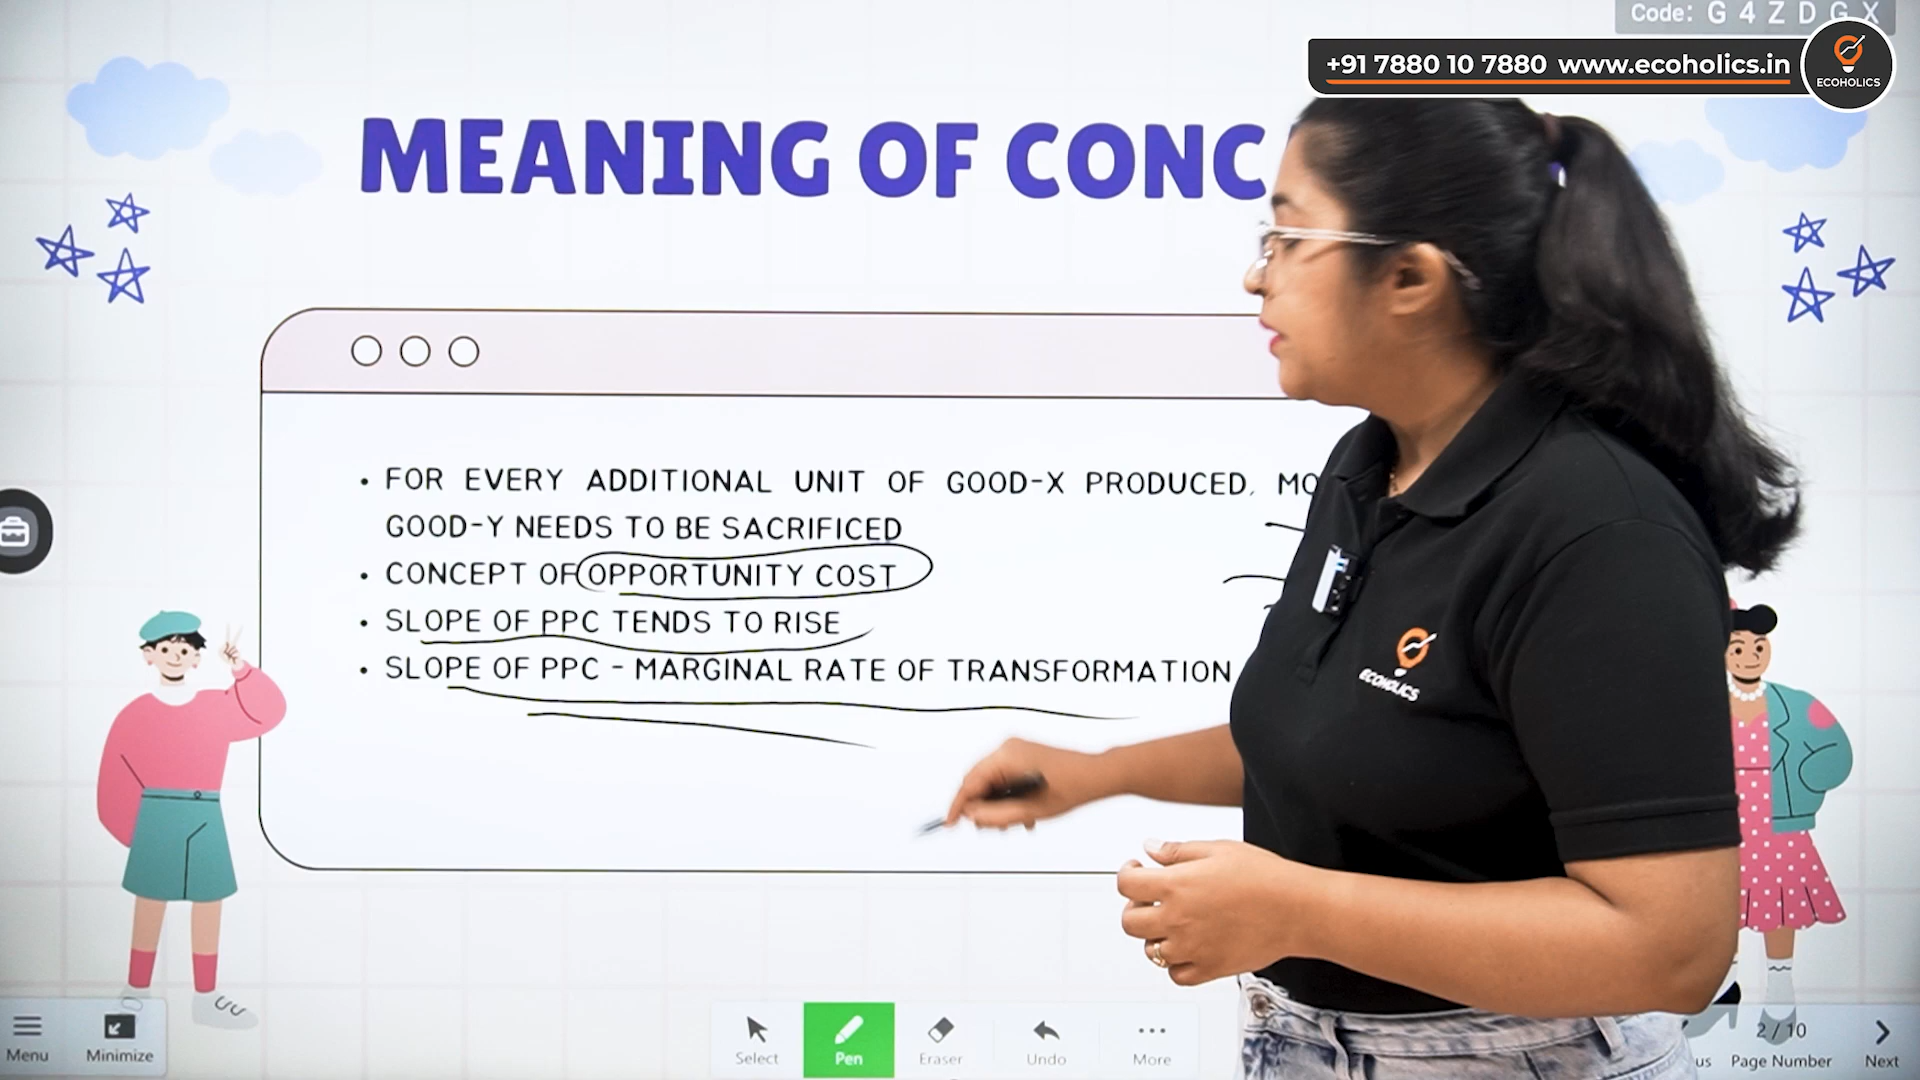 Code: G 4 Z D G X
+91 7880 10 7880 www.ecoholics.in
ECOHOLICS
MEANING OF CONC
• FOR EVERY ADDITIONAL UNIT OF GOOD-X PRODUCED, MO
GOOD-Y NEEDS TO BE SACRIFICED
• CONCEPT OF OPPORTUNITY COST
• SLOPE OF PPC TENDS TO RISE
• SLOPE OF PPC - MARGINAL RATE OF TRANSFORMATION
ECOHOLICS
2 / 10
Menu Minimize Select Pen Eraser Undo More us Page Number Next